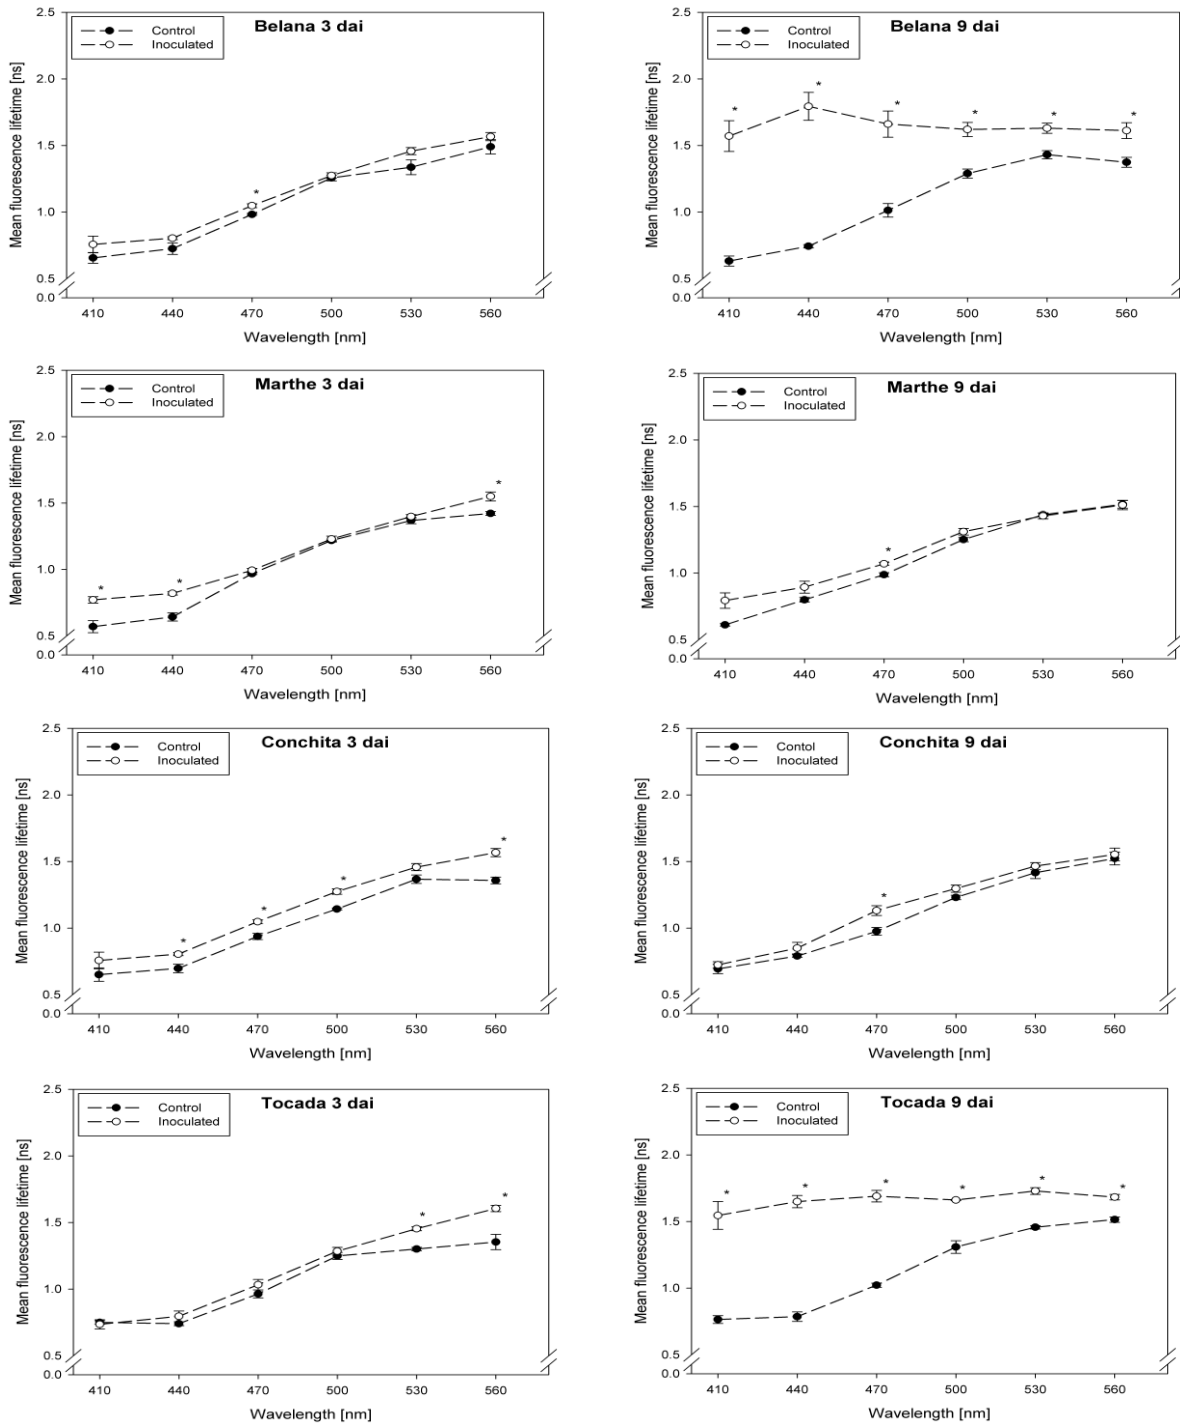 Belana 3 dai
Control
Inoculated
Mean fluorescence lifetime [ns]
2.5
2.0
1.5
1.0
0.5
0.0
*
410 440 470 500 530 560
Wavelength [nm]
Belana 9 dai
Control
Inoculated
Mean fluorescence lifetime [ns]
2.5
2.0
1.5
1.0
0.5
0.0
* * * * * *
410 440 470 500 530 560
Wavelength [nm]
Marthe 3 dai
Control
Inoculated
Mean fluorescence lifetime [ns]
2.5
2.0
1.5
1.0
0.5
0.0
* * *
410 440 470 500 530 560
Wavelength [nm]
Marthe 9 dai
Control
Inoculated
Mean fluorescence lifetime [ns]
2.5
2.0
1.5
1.0
0.5
0.0
*
410 440 470 500 530 560
Wavelength [nm]
Conchita 3 dai
Control
Inoculated
Mean fluorescence lifetime [ns]
2.5
2.0
1.5
1.0
0.5
0.0
* * * *
410 440 470 500 530 560
Wavelength [nm]
Conchita 9 dai
Contol
Inoculated
Mean fluorescence lifetime [ns]
2.5
2.0
1.5
1.0
0.5
0.0
*
410 440 470 500 530 560
Wavelength [nm]
Tocada 3 dai
Control
Inoculated
Mean fluorescence lifetime [ns]
2.5
2.0
1.5
1.0
0.5
0.0
* *
410 440 470 500 530 560
Wavelength [nm]
Tocada 9 dai
Control
Inoculated
Mean fluorescence lifetime [ns]
2.5
2.0
1.5
1.0
0.5
0.0
* * * * * *
410 440 470 500 530 560
Wavelength [nm]